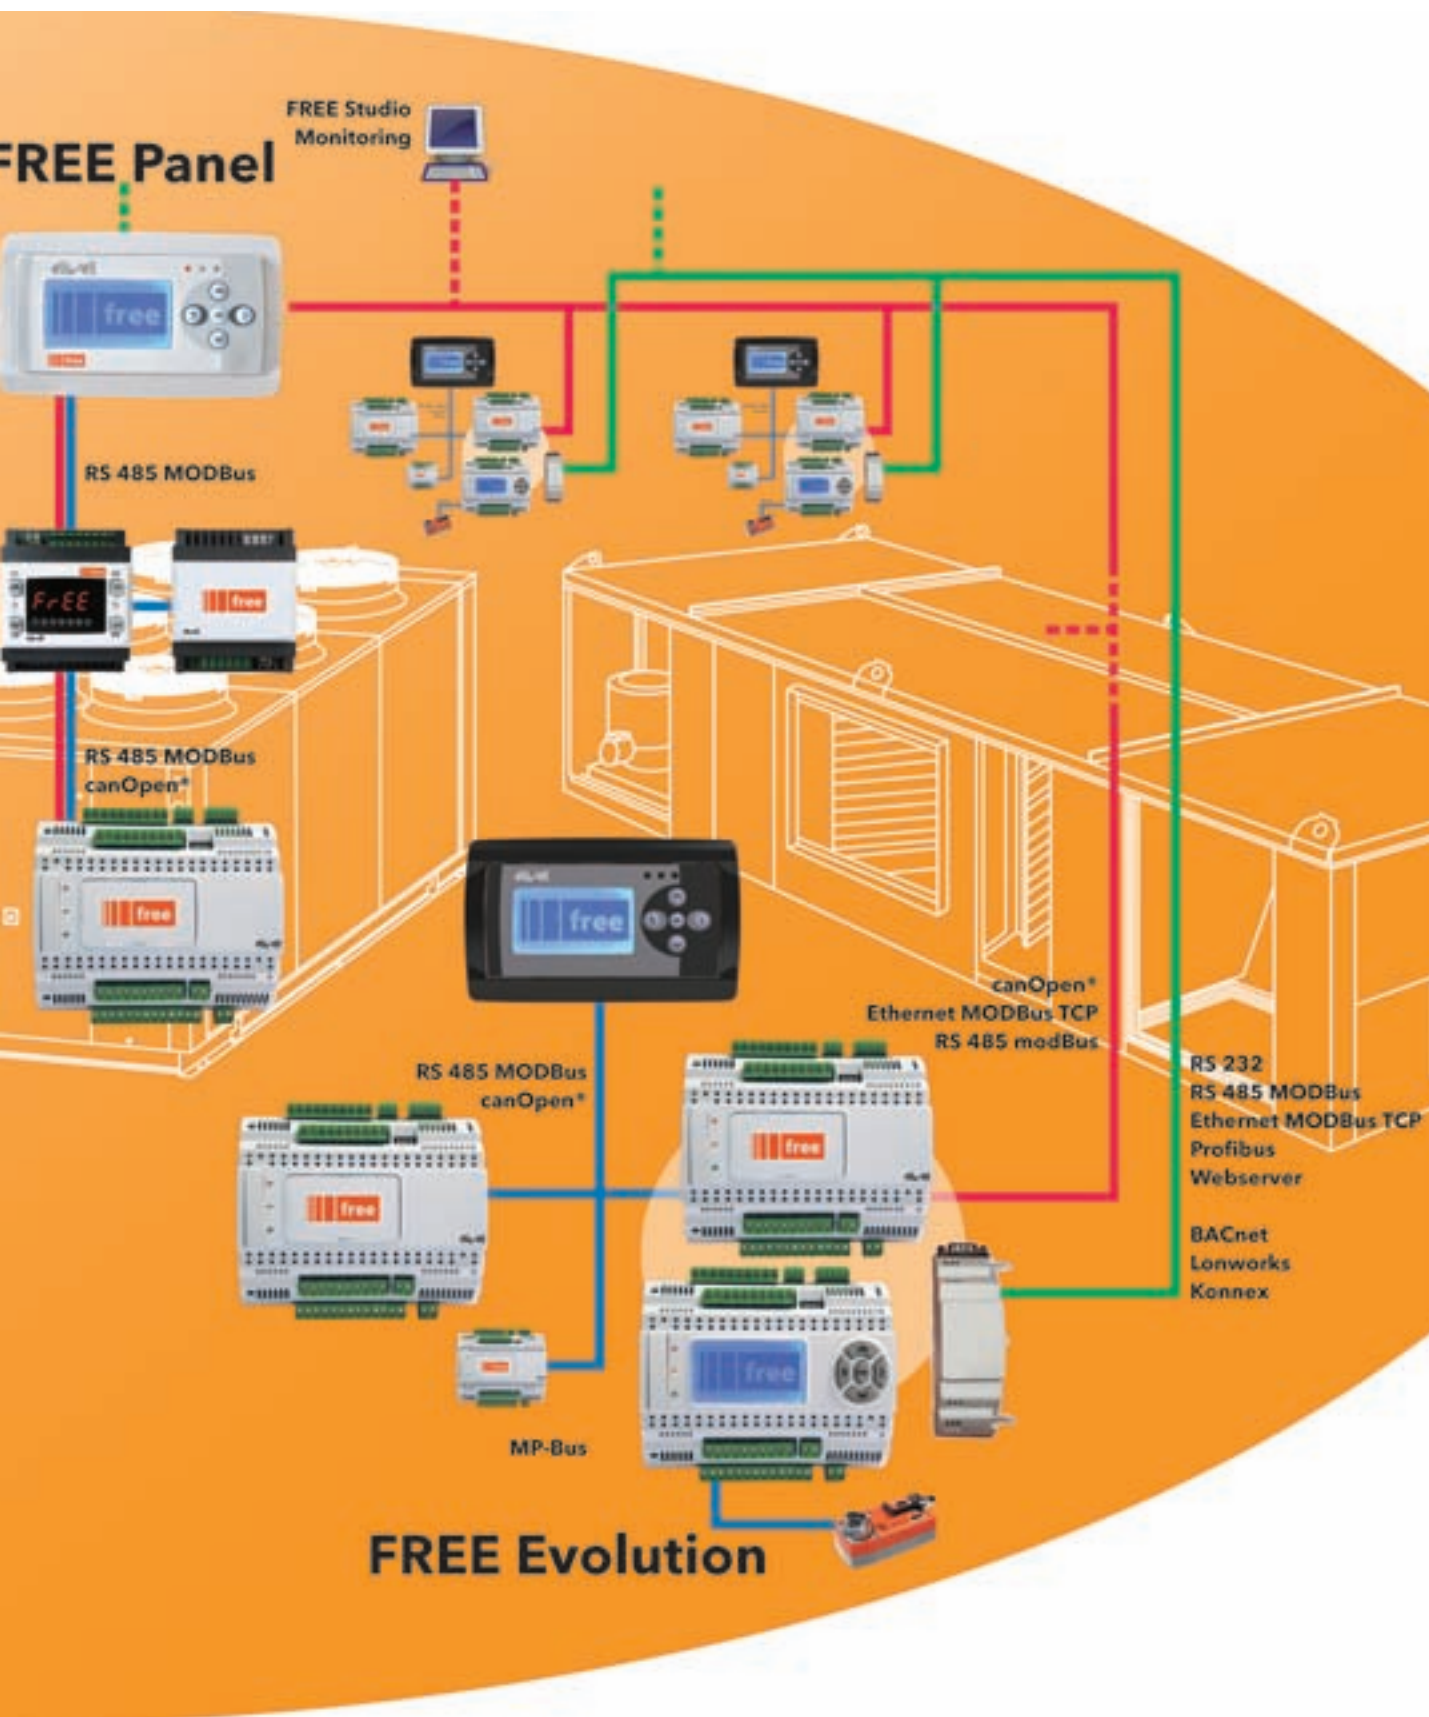 FREE Studio
Monitoring
FREE Panel
free
free
RS 485 MODBus
FrEE
free
free
RS 485 MODBus
canOpen*
free
free
canOpen*
Ethernet MODBus TCP
RS 485 modBus
RS 485 MODBus
canOpen*
RS 232
RS 485 MODBus
Ethernet MODBus TCP
Profibus
Webserver
BACnet
Lonworks
Konnex
free
free
free
MP-Bus
FREE Evolution